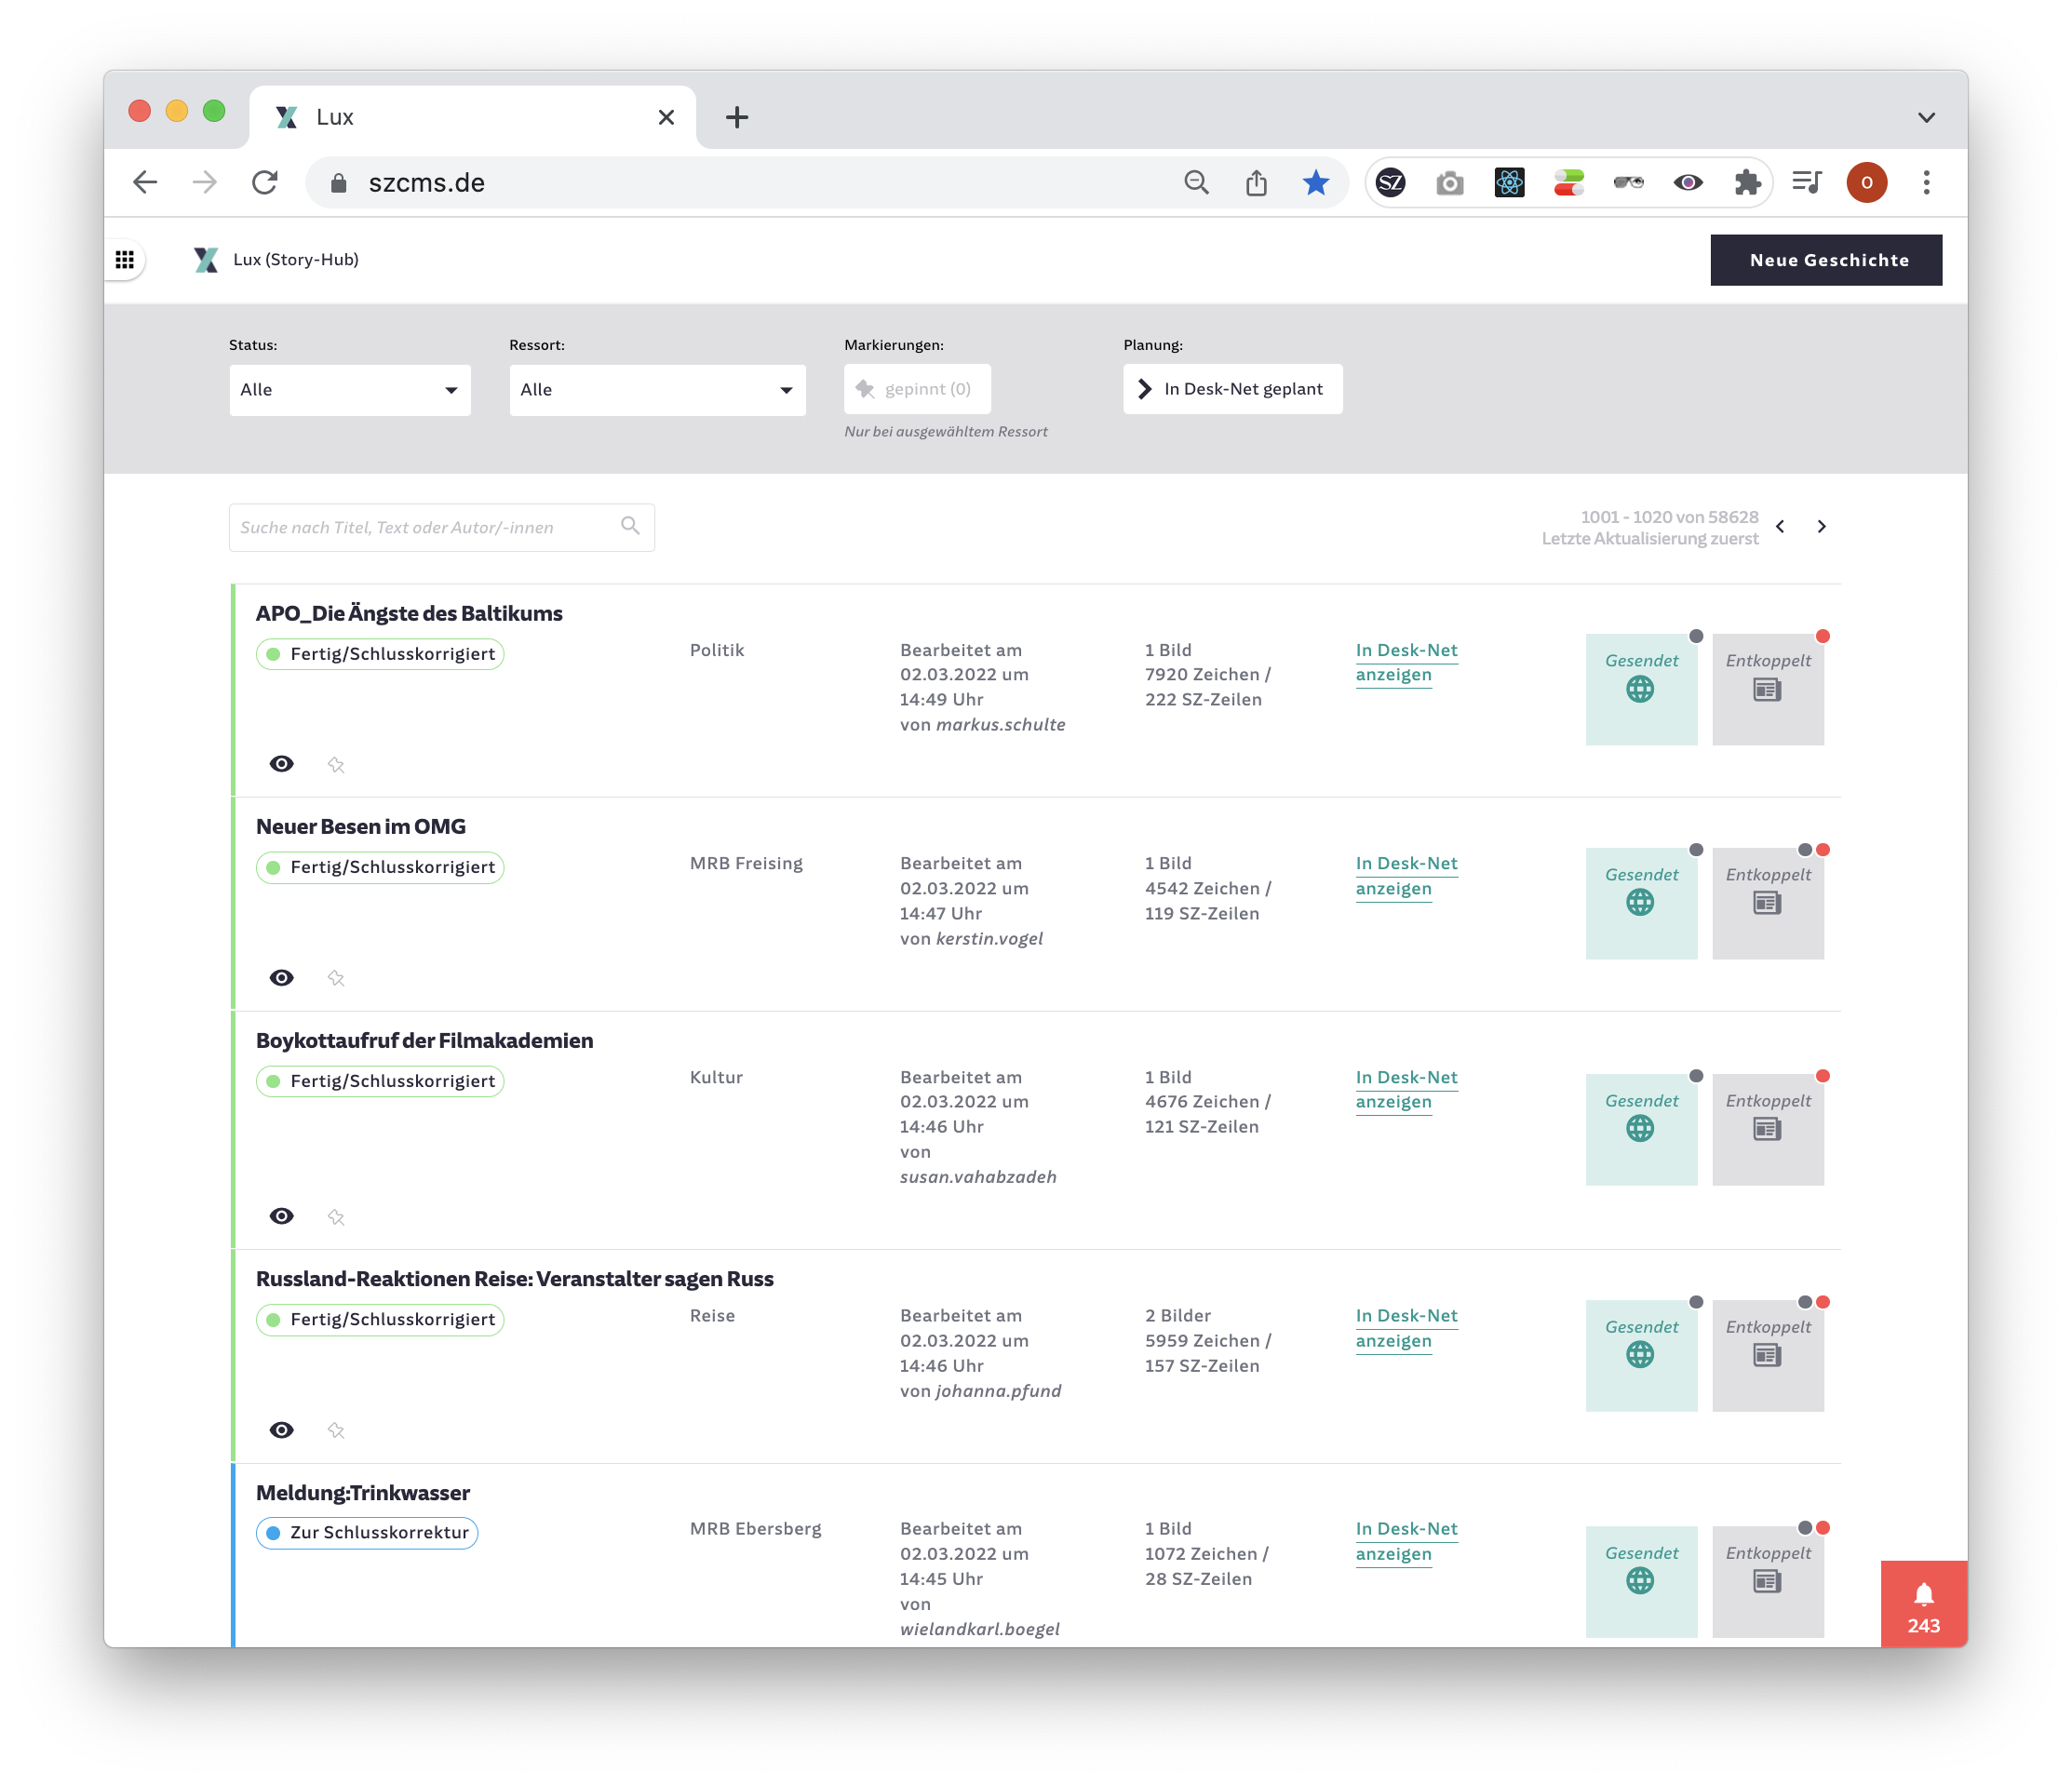 Lux
szcms.de
SZ
O
Lux (Story-Hub)
Neue Geschichte
Status:
Ressort:
Markierungen:
Planung:
Alle
Alle
gepinnt (0)
In Desk-Net geplant
Nur bei ausgewähltem Ressort
Suche nach Titel, Text oder Autor/-innen
1001 - 1020 von 58628
Letzte Aktualisierung zuerst
APO_Die Ängste des Baltikums
Fertig/Schlusskorrigiert
Politik
Bearbeitet am
02.03.2022 um
14:49 Uhr
von markus.schulte
1 Bild
7920 Zeichen /
222 SZ-Zeilen
In Desk-Net
anzeigen
Gesendet
Entkoppelt
Neuer Besen im OMG
Fertig/Schlusskorrigiert
MRB Freising
Bearbeitet am
02.03.2022 um
14:47 Uhr
von kerstin.vogel
1 Bild
4542 Zeichen /
119 SZ-Zeilen
In Desk-Net
anzeigen
Gesendet
Entkoppelt
Boykottaufruf der Filmakademien
Fertig/Schlusskorrigiert
Kultur
Bearbeitet am
02.03.2022 um
14:46 Uhr
von
susan.vahabzadeh
1 Bild
4676 Zeichen /
121 SZ-Zeilen
In Desk-Net
anzeigen
Gesendet
Entkoppelt
Russland-Reaktionen Reise: Veranstalter sagen Russ
Fertig/Schlusskorrigiert
Reise
Bearbeitet am
02.03.2022 um
14:46 Uhr
von johanna.pfund
2 Bilder
5959 Zeichen /
157 SZ-Zeilen
In Desk-Net
anzeigen
Gesendet
Entkoppelt
Meldung:Trinkwasser
Zur Schlusskorrektur
MRB Ebersberg
Bearbeitet am
02.03.2022 um
14:45 Uhr
von
wielandkarl.boegel
1 Bild
1072 Zeichen /
28 SZ-Zeilen
In Desk-Net
anzeigen
Gesendet
Entkoppelt
243